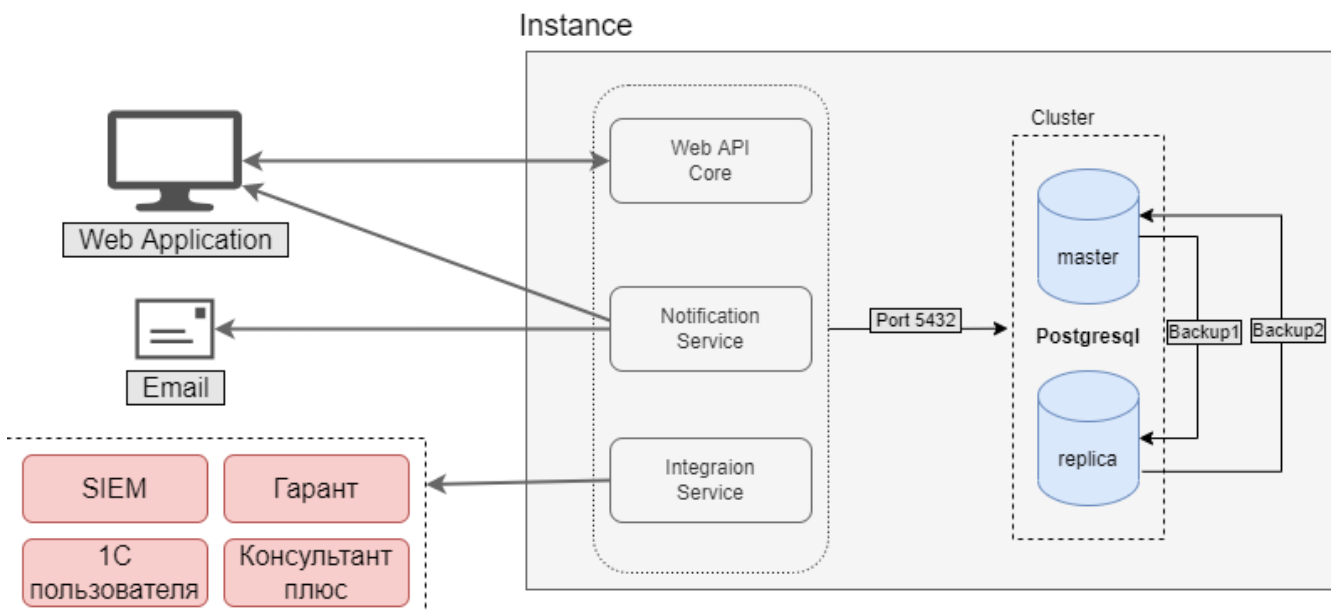 Instance
Web API
Core
Cluster
master
Web Application
Notification
Service
Port 5432
Postgresql
Backup1
Backup2
Email
replica
Integraion
Service
SIEM
Гарант
1С
пользователя
Консультант
плюс